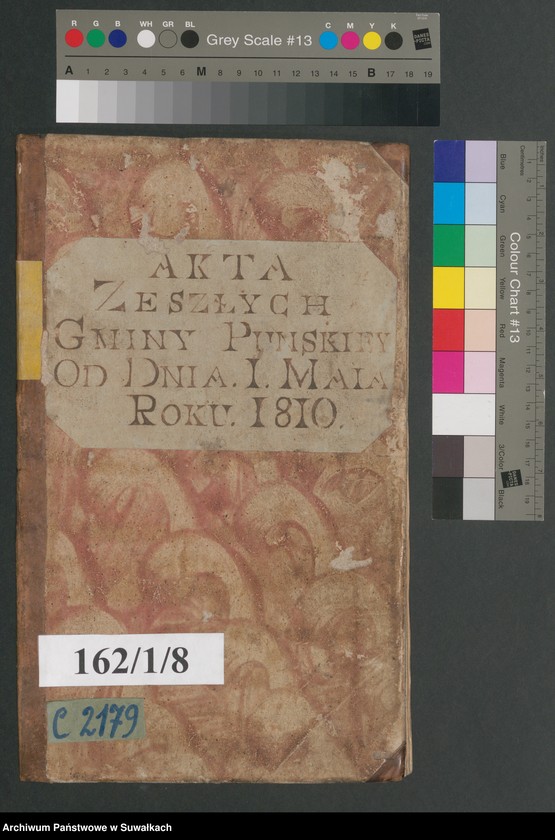 R G B WH GR BL Grey Scale #13 C M Y K
A 1 2 3 4 5 6 M 8 9 10 11 12 13 14 15 B 17 18 19
AKTA
ZESZŁYCH
GMINY PUNSKIEY
OD DNIA. I. MAIA
ROKU. 1810.
162/1/8
C 2179
Colour Chart #13
Blue
Cyan
Green
Yellow
Red
Magenta
White
3/Color
Black
Centimetres
Inches
Archiwum Państwowe w Suwałkach